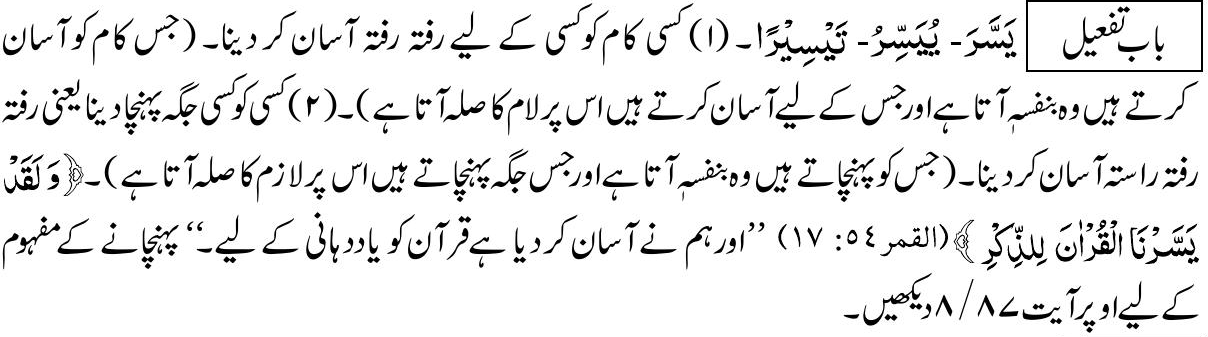 باب تفعیل یَسَّرَ۔ یُیَسِّرُ۔ تَیْسِیْرًا۔ (۱) کسی کام کو کسی کے لیے رفتہ رفتہ آسان کر دینا۔ (جس کام کو آسان
کرتے ہیں وہ بنفسہٖ آتا ہے اور جس کے لیے آسان کرتے ہیں اس پر لام کا صلہ آتا ہے)۔ (۲) کسی کو کسی جگہ پہنچا دینا یعنی رفتہ
رفتہ راستہ آسان کر دینا۔ (جس کو پہنچاتے ہیں وہ بنفسہٖ آتا ہے اور جس جگہ پہنچاتے ہیں اس پر لازم کا صلہ آتا ہے)۔ ﴿وَلَقَدْ
یَسَّرْنَا الْقُرْاٰنَ لِلذِّکْرِ﴾ (القمر ٥٤: ١٧) ’’اور ہم نے آسان کر دیا ہے قرآن کو یاد دہانی کے لیے۔‘‘ پہنچانے کے مفہوم
کے لیے اوپر آیت ۸۷/۸ دیکھیں۔